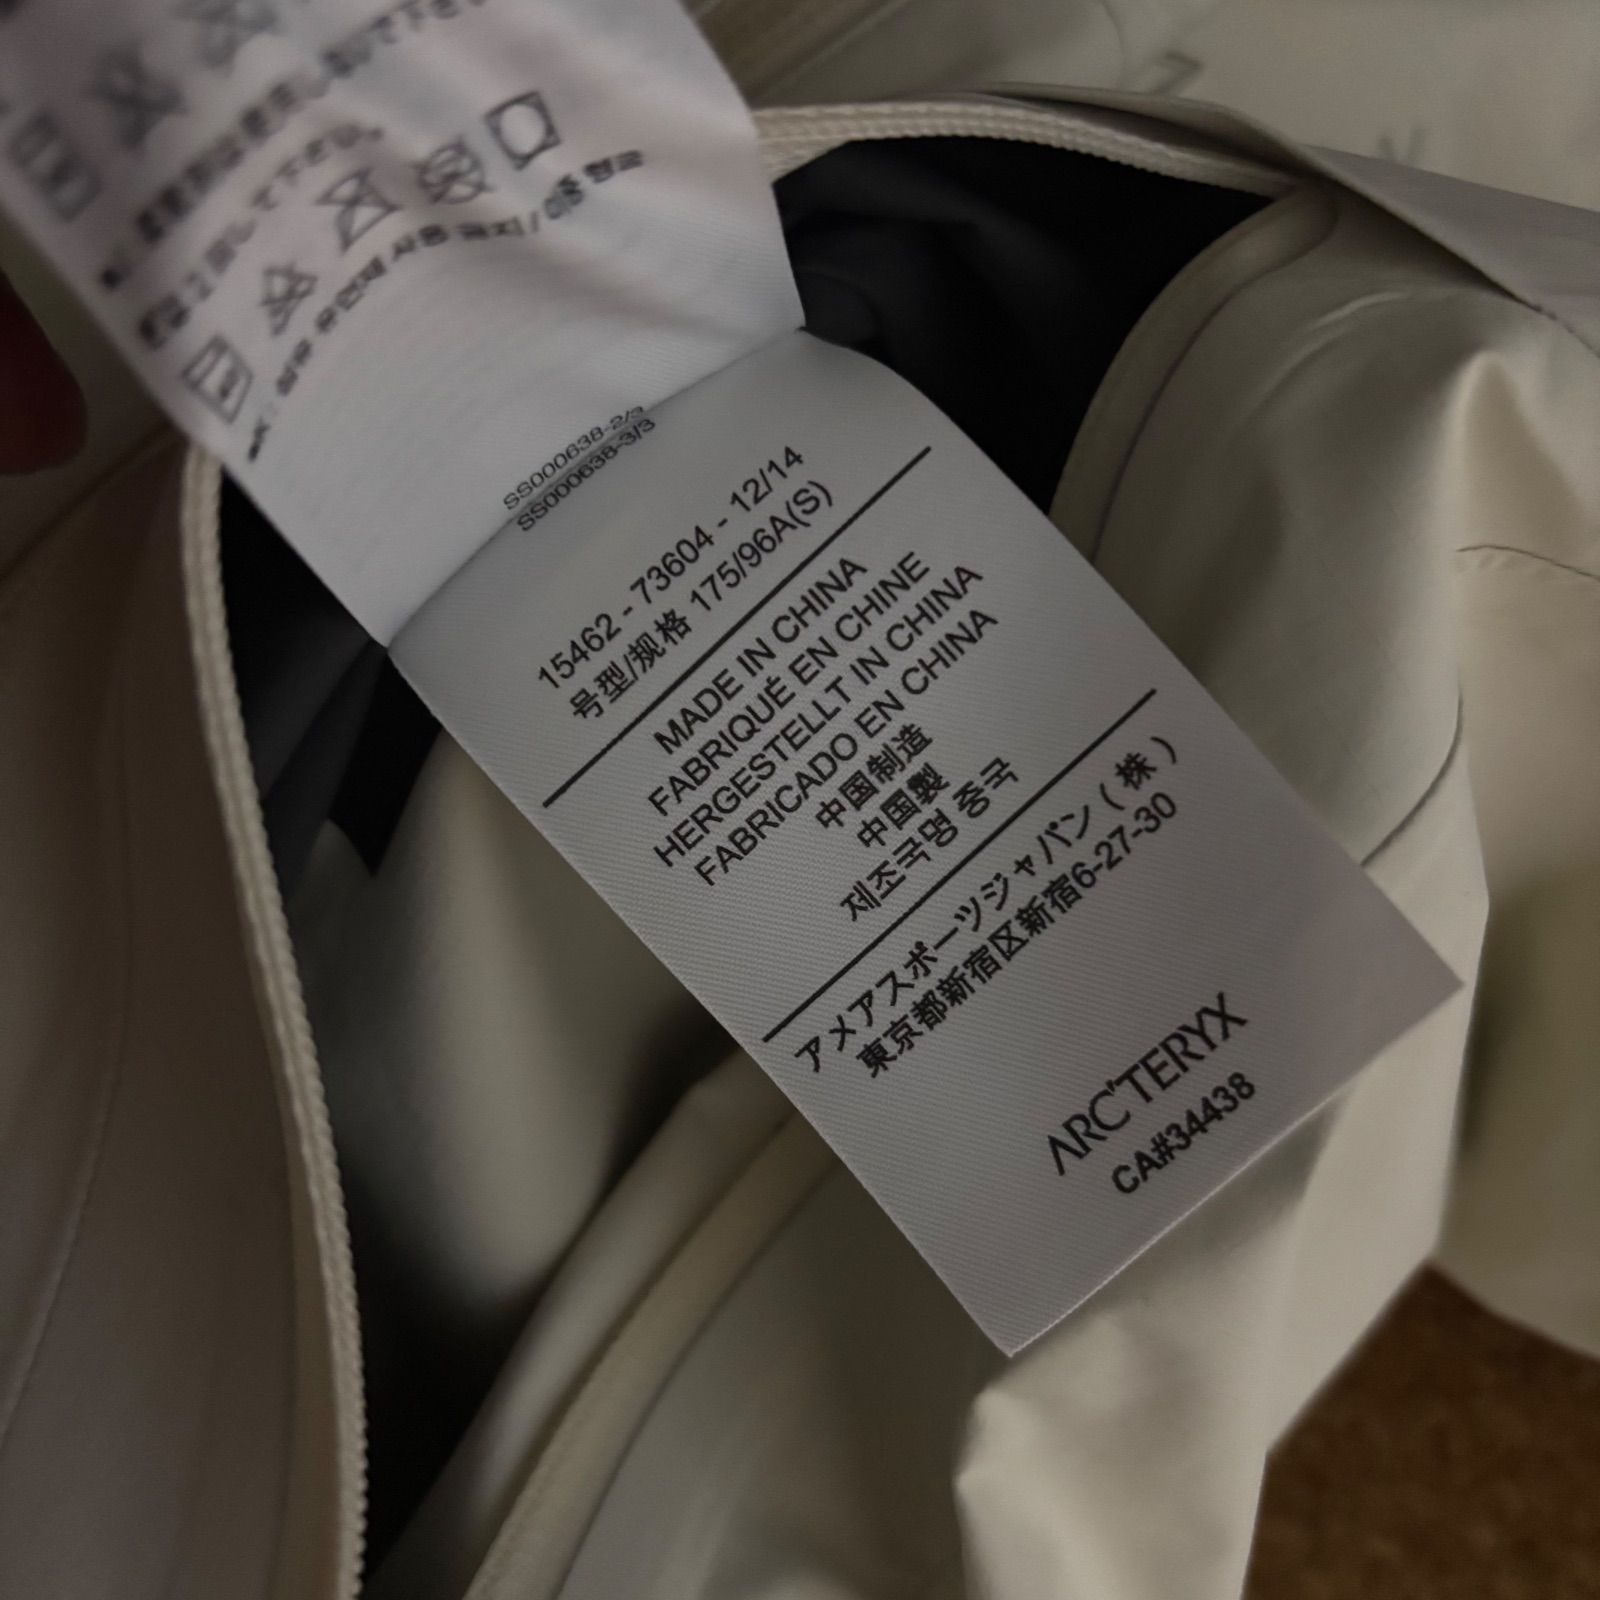 SS000638-2/3
SS000638-3/3
15462 - 73604 - 12/14
号型/规格 175/96A(S)
MADE IN CHINA
FABRIQUÉ EN CHINE
HERGESTELLT IN CHINA
FABRICADO EN CHINA
中国制造
中国製
제조국명 중국
アメアスポーツジャパン(株)
東京都新宿区新宿6-27-30
ARC'TERYX
CA#34438